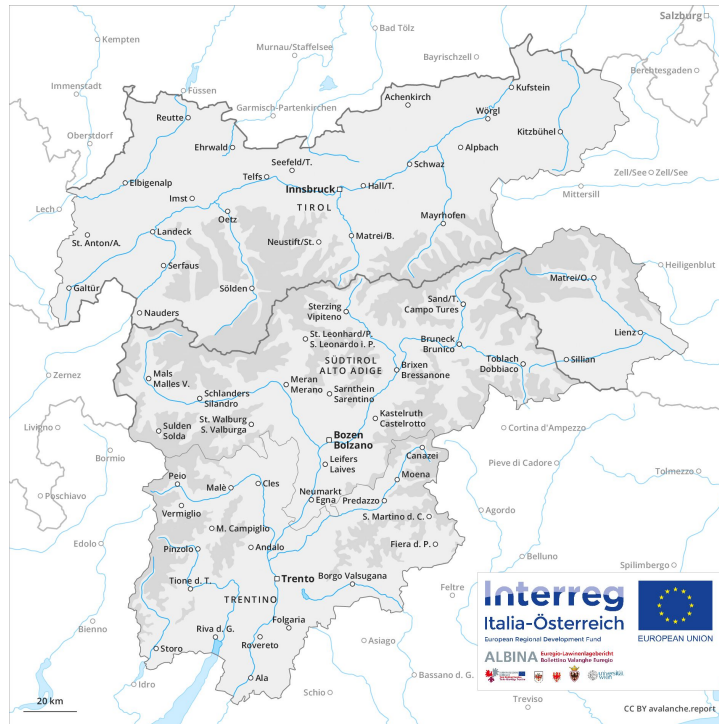 Salzburg
Bad Tölz
Kempten
Murnau/Staffelsee
Bayrischzell
Berchtesgaden
Immenstadt
Füssen
Garmisch-Partenkirchen
Achenkirch
Kufstein
Reutte
Wörgl
Oberstdorf
Kitzbühel
Ehrwald
Alpbach
Seefeld/T.
Schwaz
Telfs
Zell/See
Zell/See
Elbigenalp
Innsbruck
Hall/T.
Mittersill
Imst
TIROL
Lech
Oetz
Mayrhofen
St. Anton/A.
Landeck
Neustift/St.
Matrei/B.
Serfaus
Heiligenblut
Matrei/O.
Galtür
Sölden
Nauders
Sterzing
Vipiteno
Sand/T.
Campo Tures
Lienz
St. Leonhard/P.
S. Leonardo i. P.
Bruneck
Brunico
SÜDTIROL
ALTO ADIGE
Toblach
Dobbiaco
Sillian
Brixen
Bressanone
Zernez
Mals
Malles V.
Meran
Merano
Sarnthein
Sarentino
Schlanders
Silandro
Kastelruth
Castelrotto
St. Walburg
S. Valburga
Sulden
Solda
Livigno
Bozen
Bolzano
Cortina d'Ampezzo
Canazei
Bormio
Leifers
Laives
Pieve di Cadore
Tolmezzo
Peio
Moena
Malè
Cles
Neumarkt
Egna
Predazzo
Poschiavo
Vermiglio
S. Martino d. C.
Agordo
M. Campiglio
Edolo
Pinzolo
Andalo
Fiera d. P.
Belluno
Spilimbergo
Tione d. T.
Trento
Borgo Valsugana
Feltre
TRENTINO
Bienno
Folgaria
Riva d. G.
Rovereto
Asiago
Storo
Ala
Idro
Schio
Bassano d. G.
Treviso
Interreg
Italia-Österreich
European Regional Development Fund
EUROPEAN UNION
ALBINA
Euregio-Lawinenlagebericht
Bollettino Valanghe Euregio
universität
wien
20 km
CC BY avalanche.report